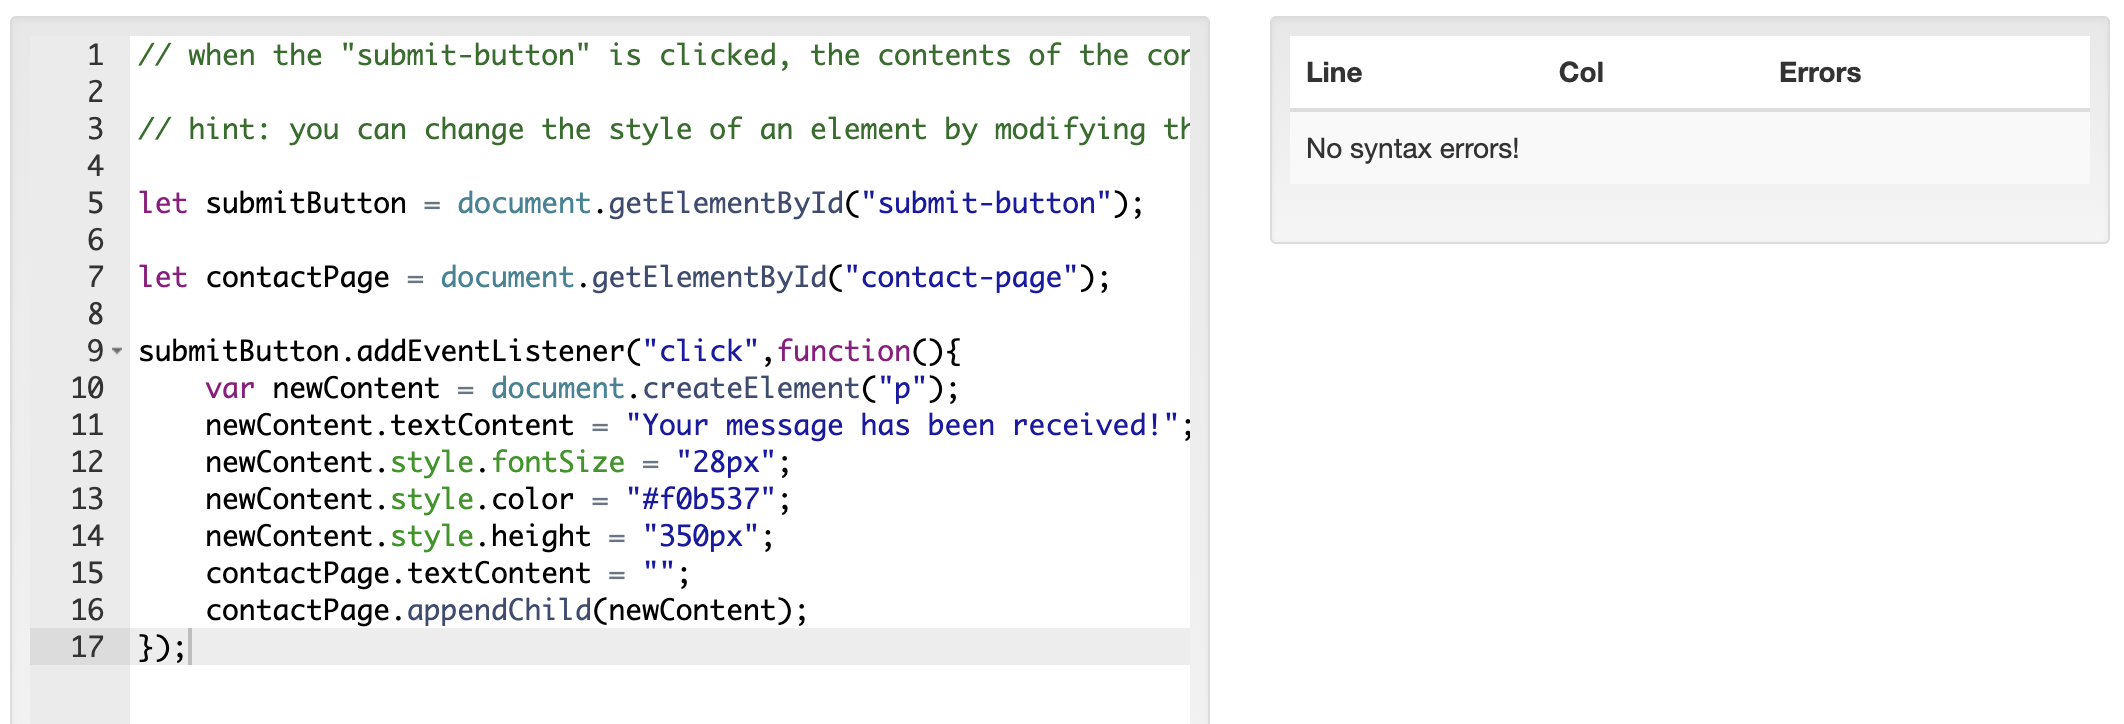 1 // when the "submit-button" is clicked, the contents of the
2
3 // hint: you can change the style of an element by modifying
4
5 let submitButton = document.getElementById("submit-button");
6
7 let contactPage = document.getElementById("contact-page");
8
9 submitButton.addEventListener("click",function(){
10 var newContent = document.createElement("p");
11 newContent.textContent = "Your message has been received!";
12 newContent.style.fontSize = "28px";
13 newContent.style.color = "#f0b537";
14 newContent.style.height = "350px";
15 contactPage.textContent = "";
16 contactPage.appendChild(newContent);
17 });
Line Col Errors
No syntax errors!